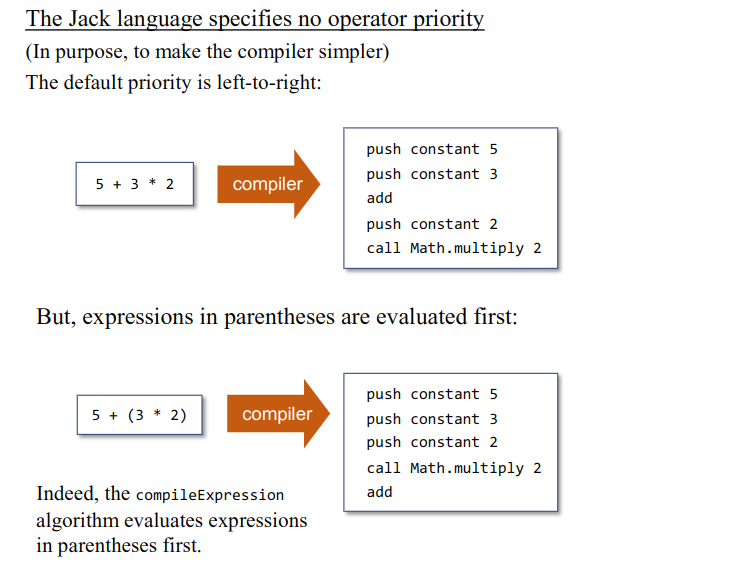 The Jack language specifies no operator priority
(In purpose, to make the compiler simpler)
The default priority is left-to-right:
5 + 3 * 2
compiler
push constant 5
push constant 3
add
push constant 2
call Math.multiply 2
But, expressions in parentheses are evaluated first:
5 + (3 * 2)
compiler
push constant 5
push constant 3
push constant 2
call Math.multiply 2
add
Indeed, the compileExpression
algorithm evaluates expressions
in parentheses first.